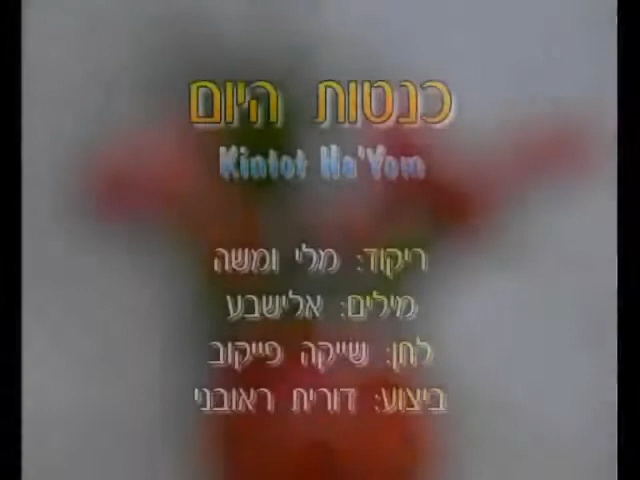 כנטות היום
Kintot Ha'Yom
ריקוד: מלי ומשה
מילים: אלישבע
לחן: שייקה פייקוב
ביצוע: דורית ראובני